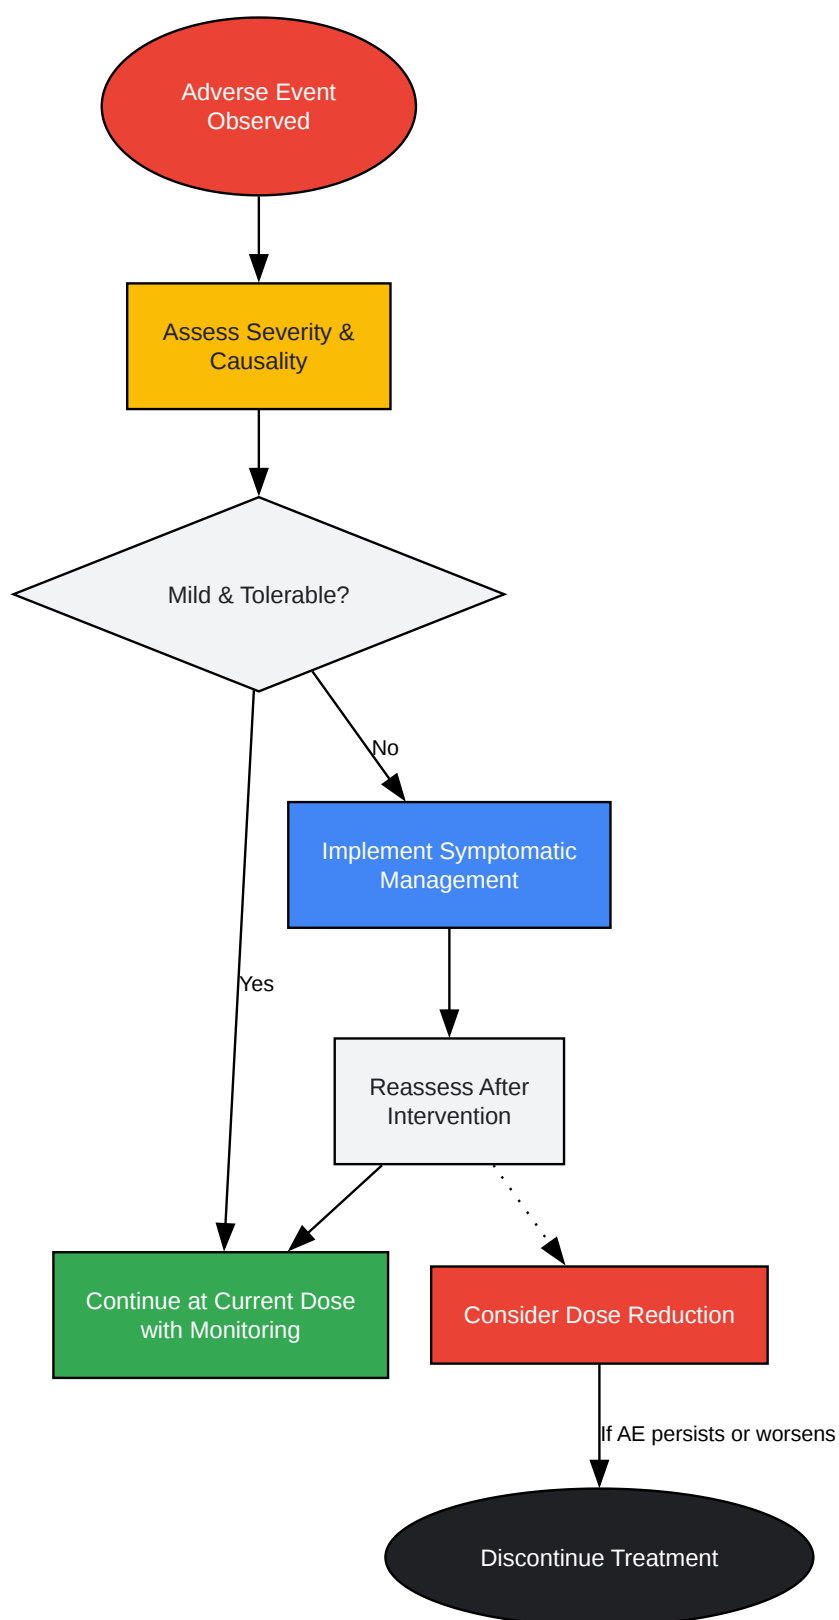 Adverse Event
Observed
Assess Severity &
Causality
Mild & Tolerable?
No
Implement Symptomatic
Management
Yes
Reassess After
Intervention
Continue at Current Dose
with Monitoring
Consider Dose Reduction
If AE persists or worsens
Discontinue Treatment